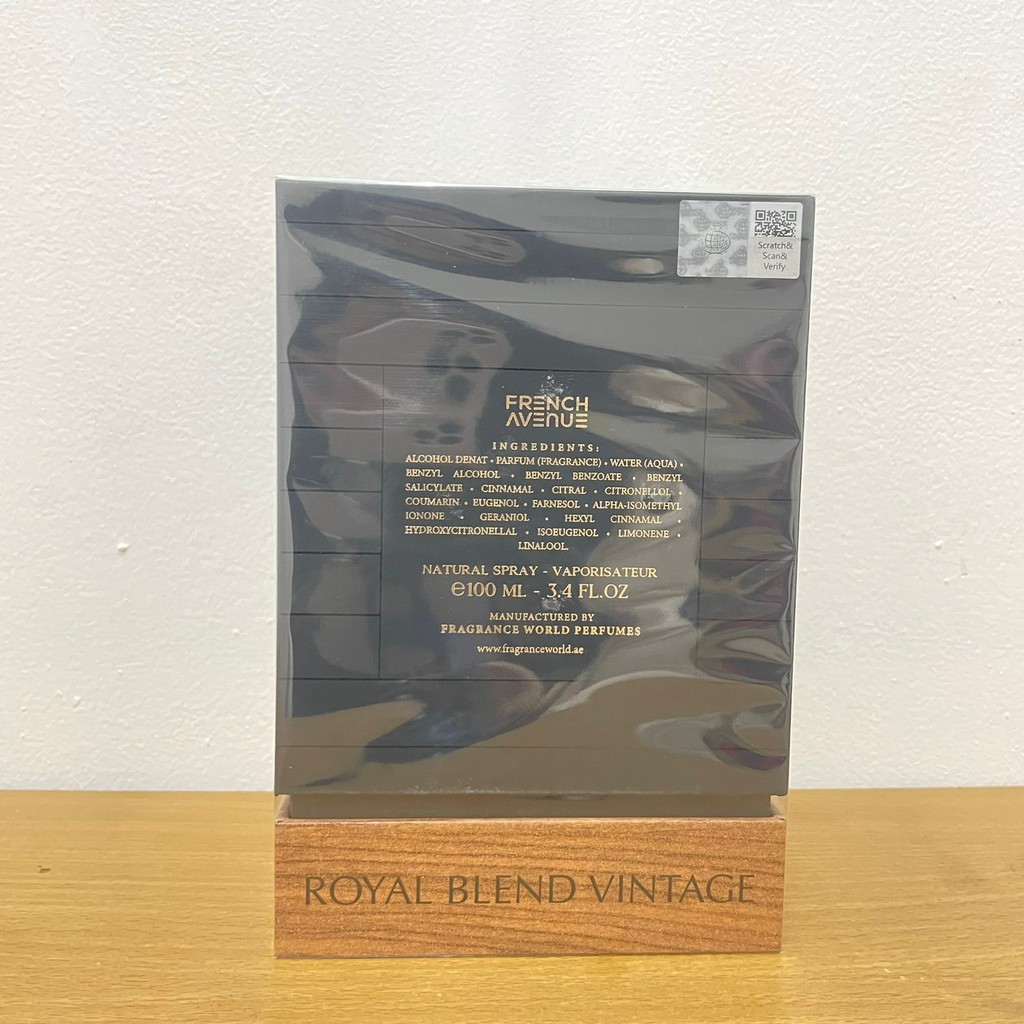 Scratch&
Scan&
Verify
FRENCH
AVENUE
INGREDIENTS:
ALCOHOL DENAT • PARFUM (FRAGRANCE) • WATER (AQUA) •
BENZYL ALCOHOL • BENZYL BENZOATE • BENZYL
SALICYLATE • CINNAMAL • CITRAL • CITRONELLOL •
COUMARIN • EUGENOL • FARNESOL • ALPHA-ISOMETHYL
IONONE • GERANIOL • HEXYL CINNAMAL •
HYDROXYCITRONELLAL • ISOEUGENOL • LIMONENE •
LINALOOL.
NATURAL SPRAY - VAPORISATEUR
℮100 ML - 3.4 FL.OZ
MANUFACTURED BY
FRAGRANCE WORLD PERFUMES
www.fragranceworld.ae
ROYAL BLEND VINTAGE